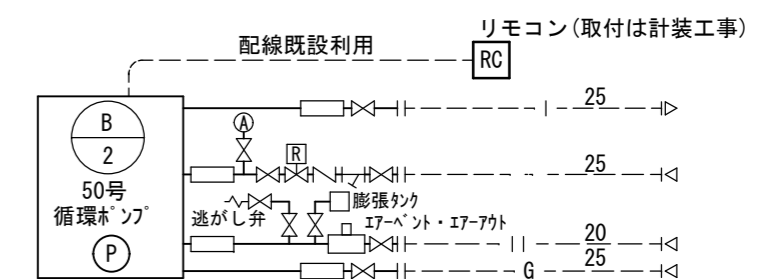 リモコン(取付は計装工事)
配線既設利用
RC
B
2
50号
循環ポンプ
P
25
A
R
25
膨張タンク
逃がし弁
エアーベント・エアーアウト
20
25
G